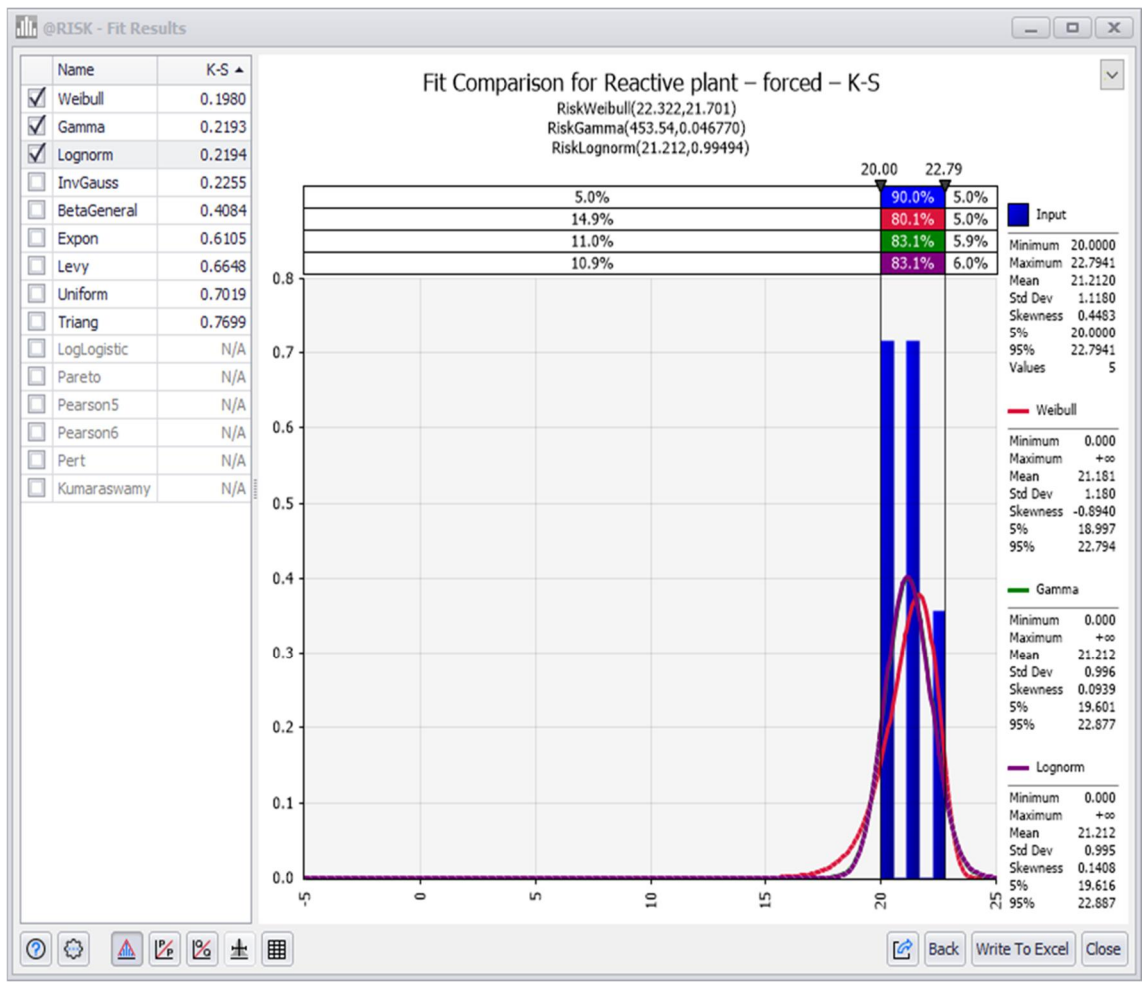 @RISK - Fit Results
Name K-S
Weibull 0.1980
Gamma 0.2193
Lognorm 0.2194
InvGauss 0.2255
BetaGeneral 0.4084
Expon 0.6105
Levy 0.6648
Uniform 0.7019
Triang 0.7699
LogLogistic N/A
Pareto N/A
Pearson5 N/A
Pearson6 N/A
Pert N/A
Kumaraswamy N/A
Fit Comparison for Reactive plant – forced – K-S
RiskWeibull(22.322,21.701)
RiskGamma(453.54,0.046770)
RiskLognorm(21.212,0.99494)
20.00 22.79
5.0% 90.0% 5.0%
14.9% 80.1% 5.0%
11.0% 83.1% 5.9%
10.9% 83.1% 6.0%
0.8
0.7
0.6
0.5
0.4
0.3
0.2
0.1
0.0
-5 0 5 10 15 20 25
Input
Minimum 20.0000
Maximum 22.7941
Mean 21.2120
Std Dev 1.1180
Skewness 0.4483
5% 20.0000
95% 22.7941
Values 5
Weibull
Minimum 0.000
Maximum +∞
Mean 21.181
Std Dev 1.180
Skewness -0.8940
5% 18.997
95% 22.794
Gamma
Minimum 0.000
Maximum +∞
Mean 21.212
Std Dev 0.996
Skewness 0.0939
5% 19.601
95% 22.877
Lognorm
Minimum 0.000
Maximum +∞
Mean 21.212
Std Dev 0.995
Skewness 0.1408
5% 19.616
95% 22.887
? P P Q Q Back Write To Excel Close